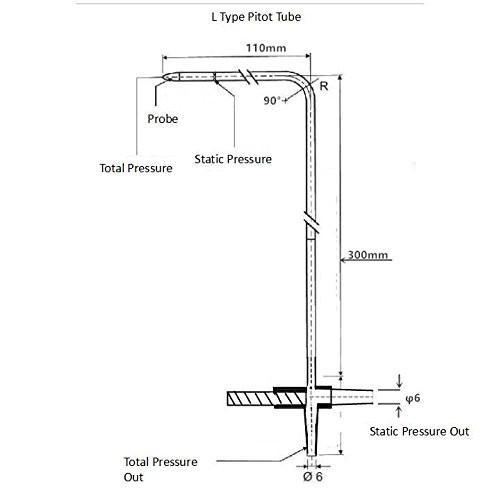 L Type Pitot Tube
110mm
R
90°
Probe
Total Pressure
Static Pressure
300mm
φ6
Static Pressure Out
Total Pressure
Out
Ø 6